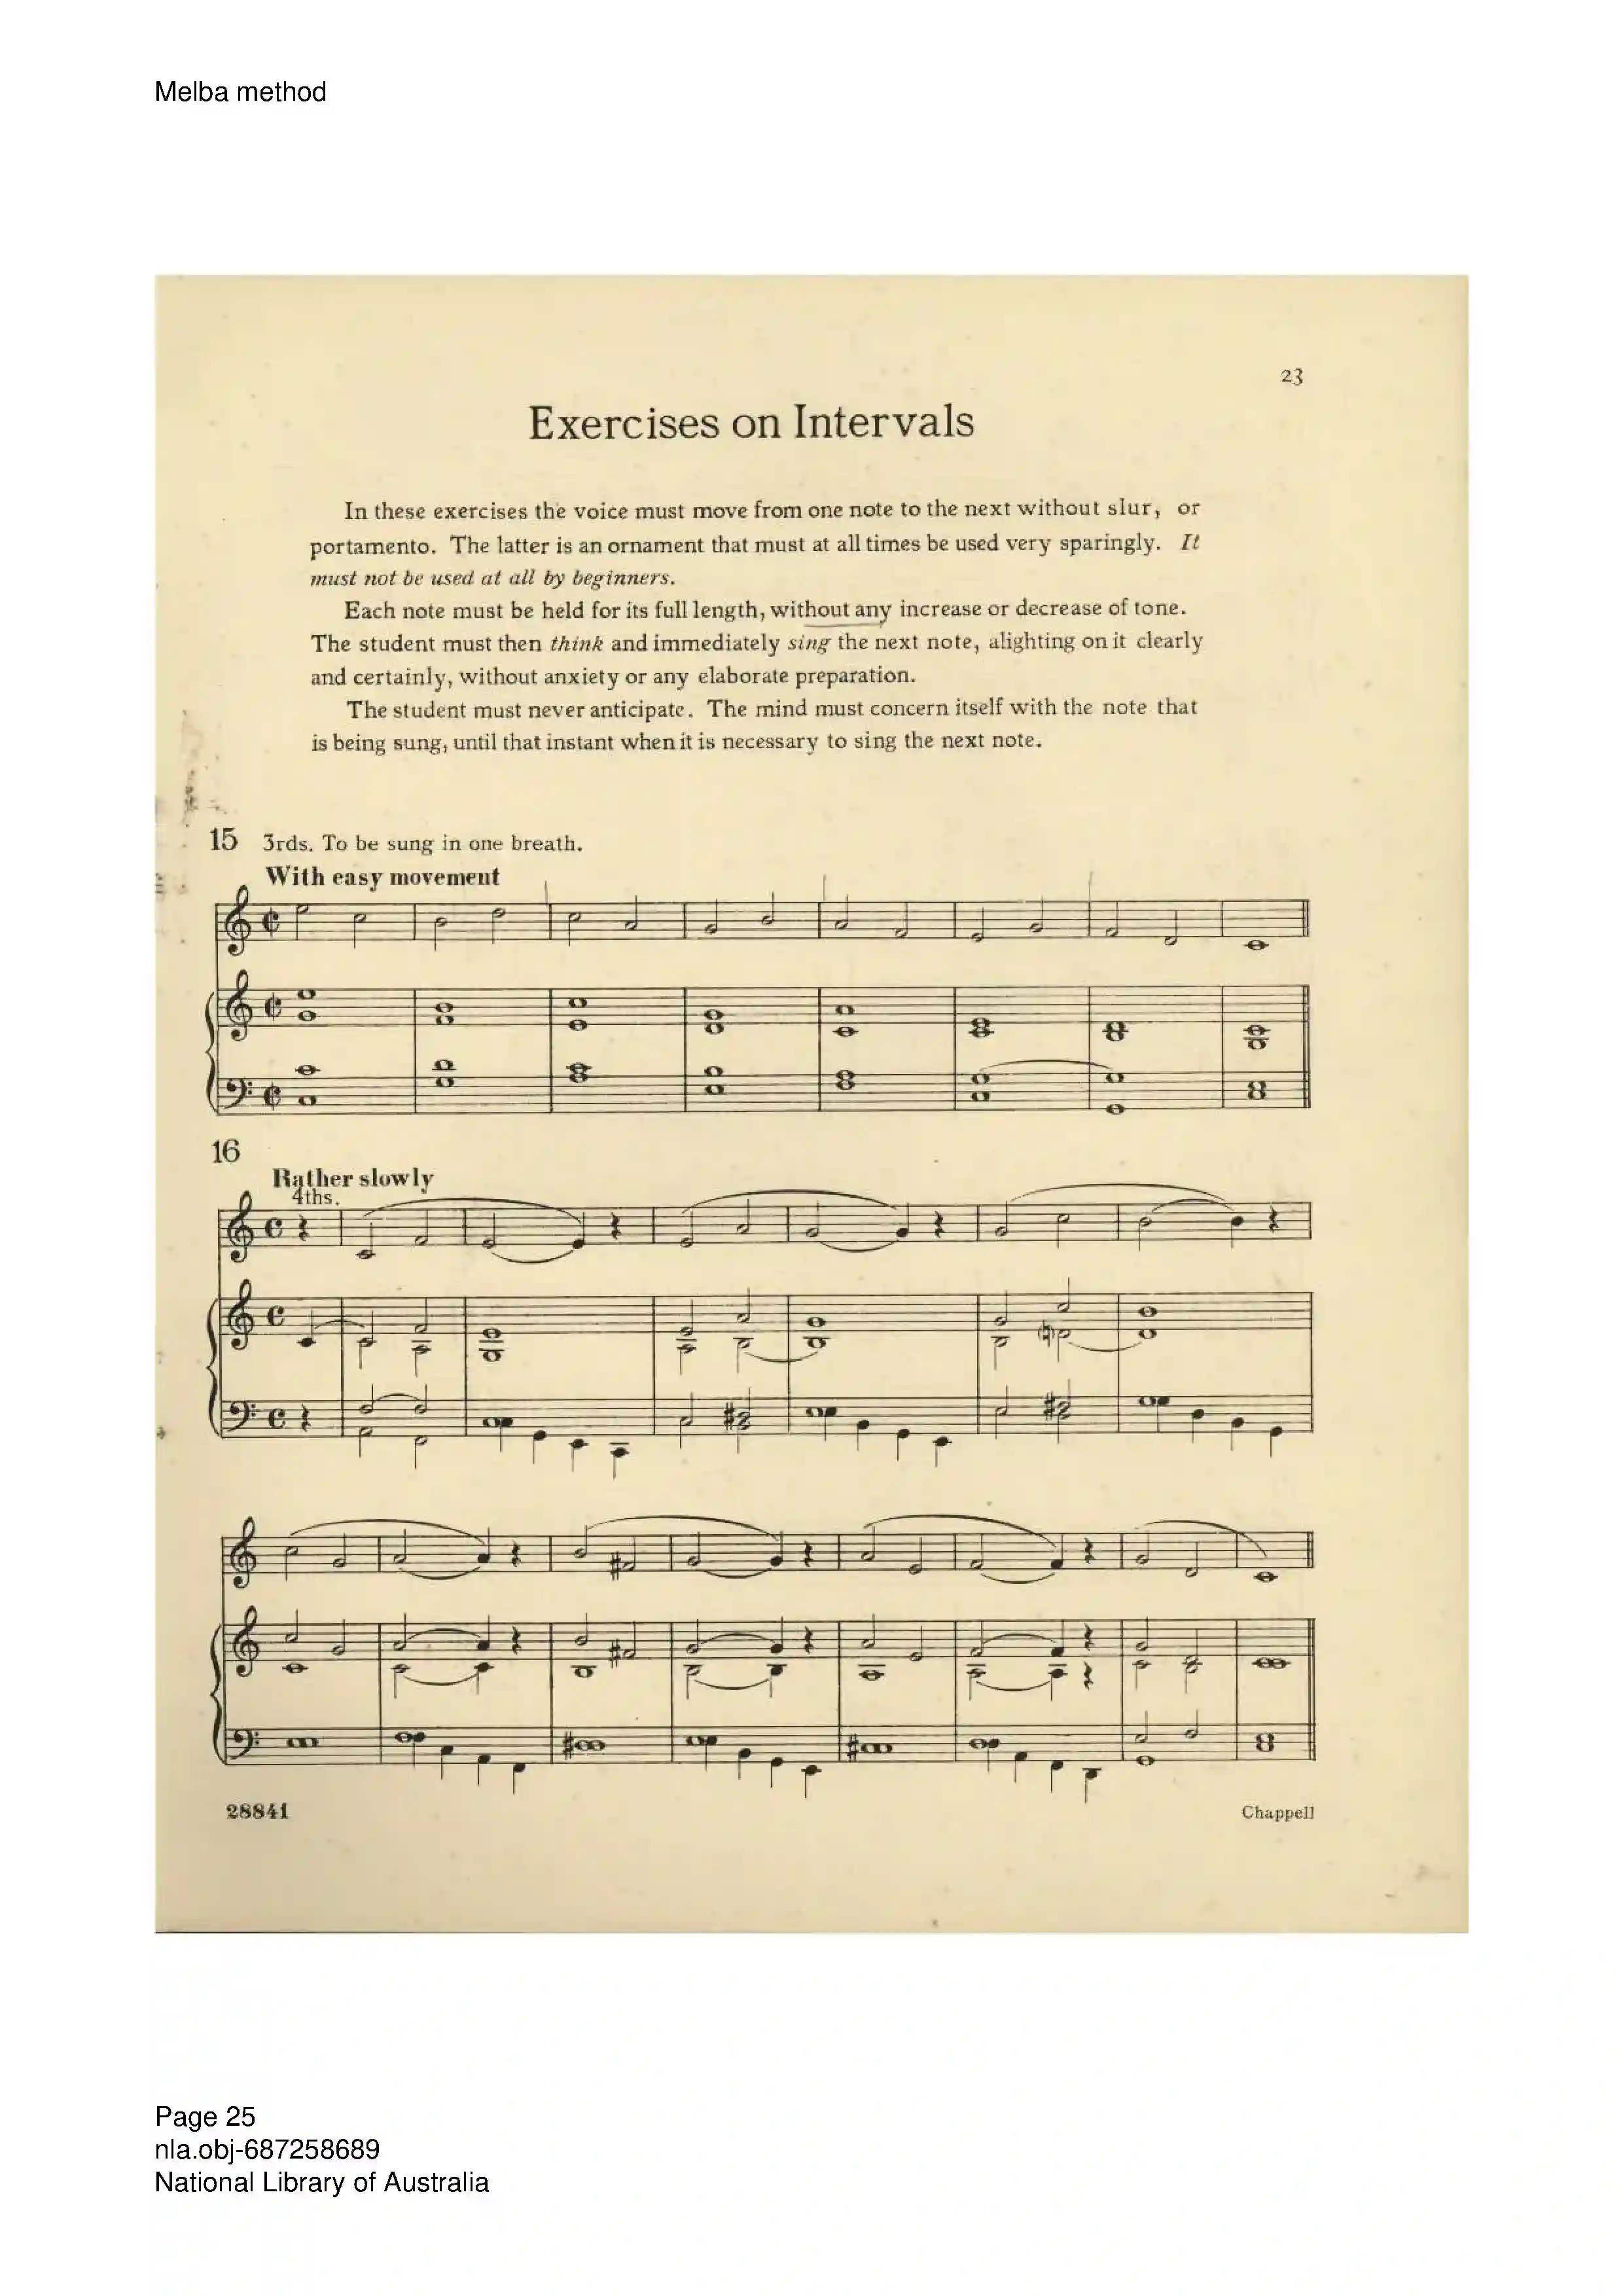 Melba method
23
Exercises on Intervals
In these exercises the voice must move from one note to the next without slur, or
portamento. The latter is an ornament that must at all times be used very sparingly. It
must not be used at all by beginners.
Each note must be held for its full length, without any increase or decrease of tone.
The student must then think and immediately sing the next note, alighting on it clearly
and certainly, without anxiety or any elaborate preparation.
The student must never anticipate. The mind must concern itself with the note that
is being sung, until that instant when it is necessary to sing the next note.
15 3rds. To be sung in one breath.
With easy movement
16
Rather slowly
4ths.
28841 Chappell
Page 25
nla.obj-687258689
National Library of Australia